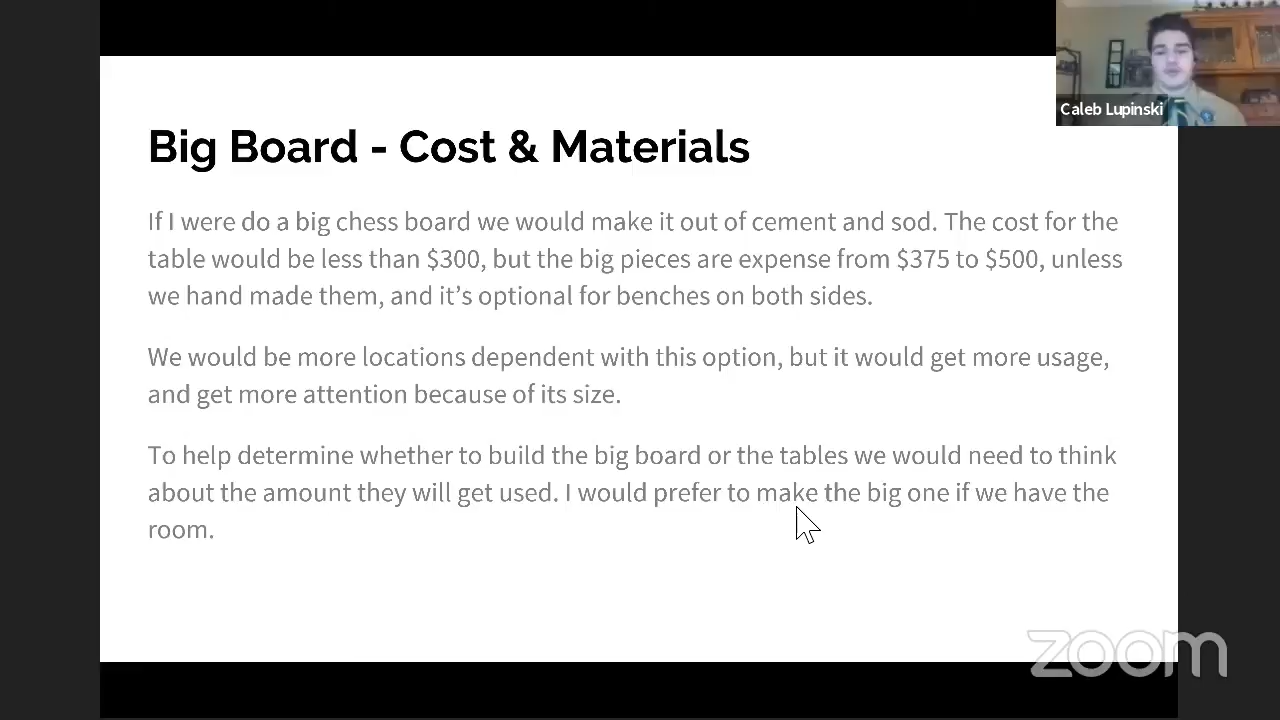 Caleb Lupinski
Big Board - Cost & Materials
If I were do a big chess board we would make it out of cement and sod. The cost for the
table would be less than $300, but the big pieces are expense from $375 to $500, unless
we hand made them, and it’s optional for benches on both sides.
We would be more locations dependent with this option, but it would get more usage,
and get more attention because of its size.
To help determine whether to build the big board or the tables we would need to think
about the amount they will get used. I would prefer to make the big one if we have the
room.
zoom